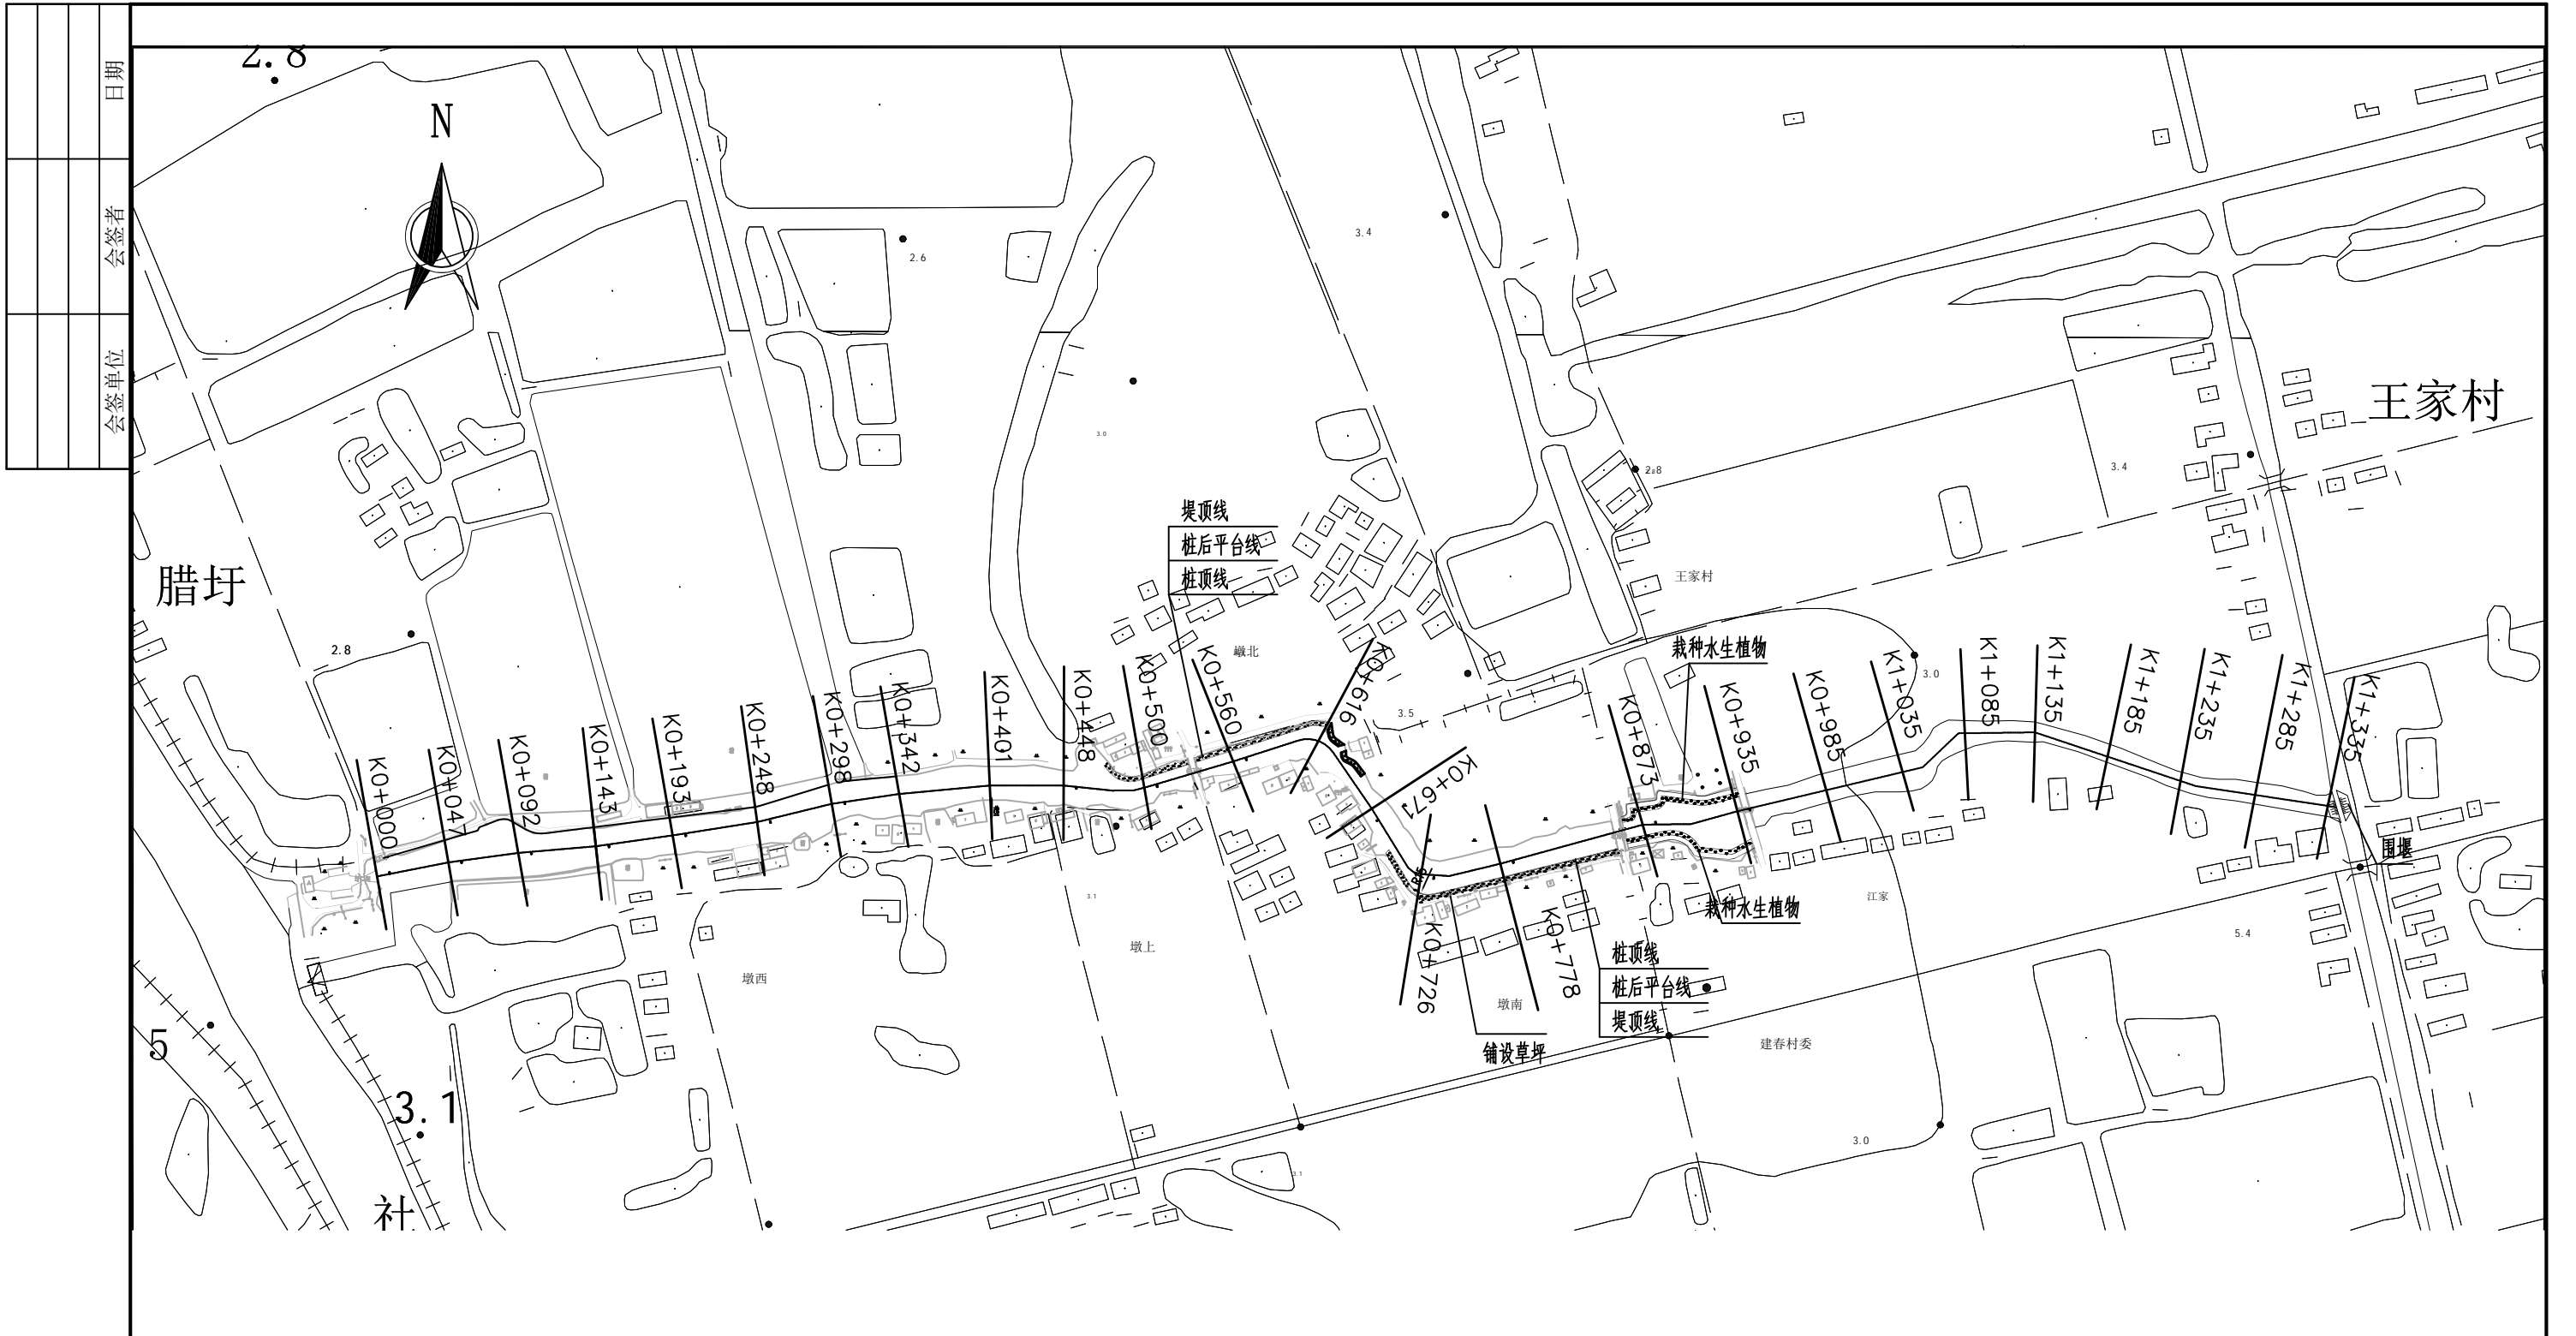 日期
会签者
会签单位
2.8
N
2.6
3.4
3.0
2.8
3.4
王家村
腊圩
堤顶线
桩后平台线
桩顶线
王家村
2.8
栽种水生植物
3.0
3.5
K0+000
K0+047
K0+092
K0+143
K0+193
K0+248
K0+298
K0+342
K0+401
K0+448
K0+500
K0+560
K0+616
K0+671
K0+726
K0+778
K0+873
K0+935
K0+985
K1+035
K1+085
K1+135
K1+185
K1+235
K1+285
K1+335
围堰
3.1
栽种水生植物
江家
5.4
墩西
墩上
墩南
桩顶线
桩后平台线
堤顶线
铺设草坪
建春村委
5
3.1
3.0
3.1
社